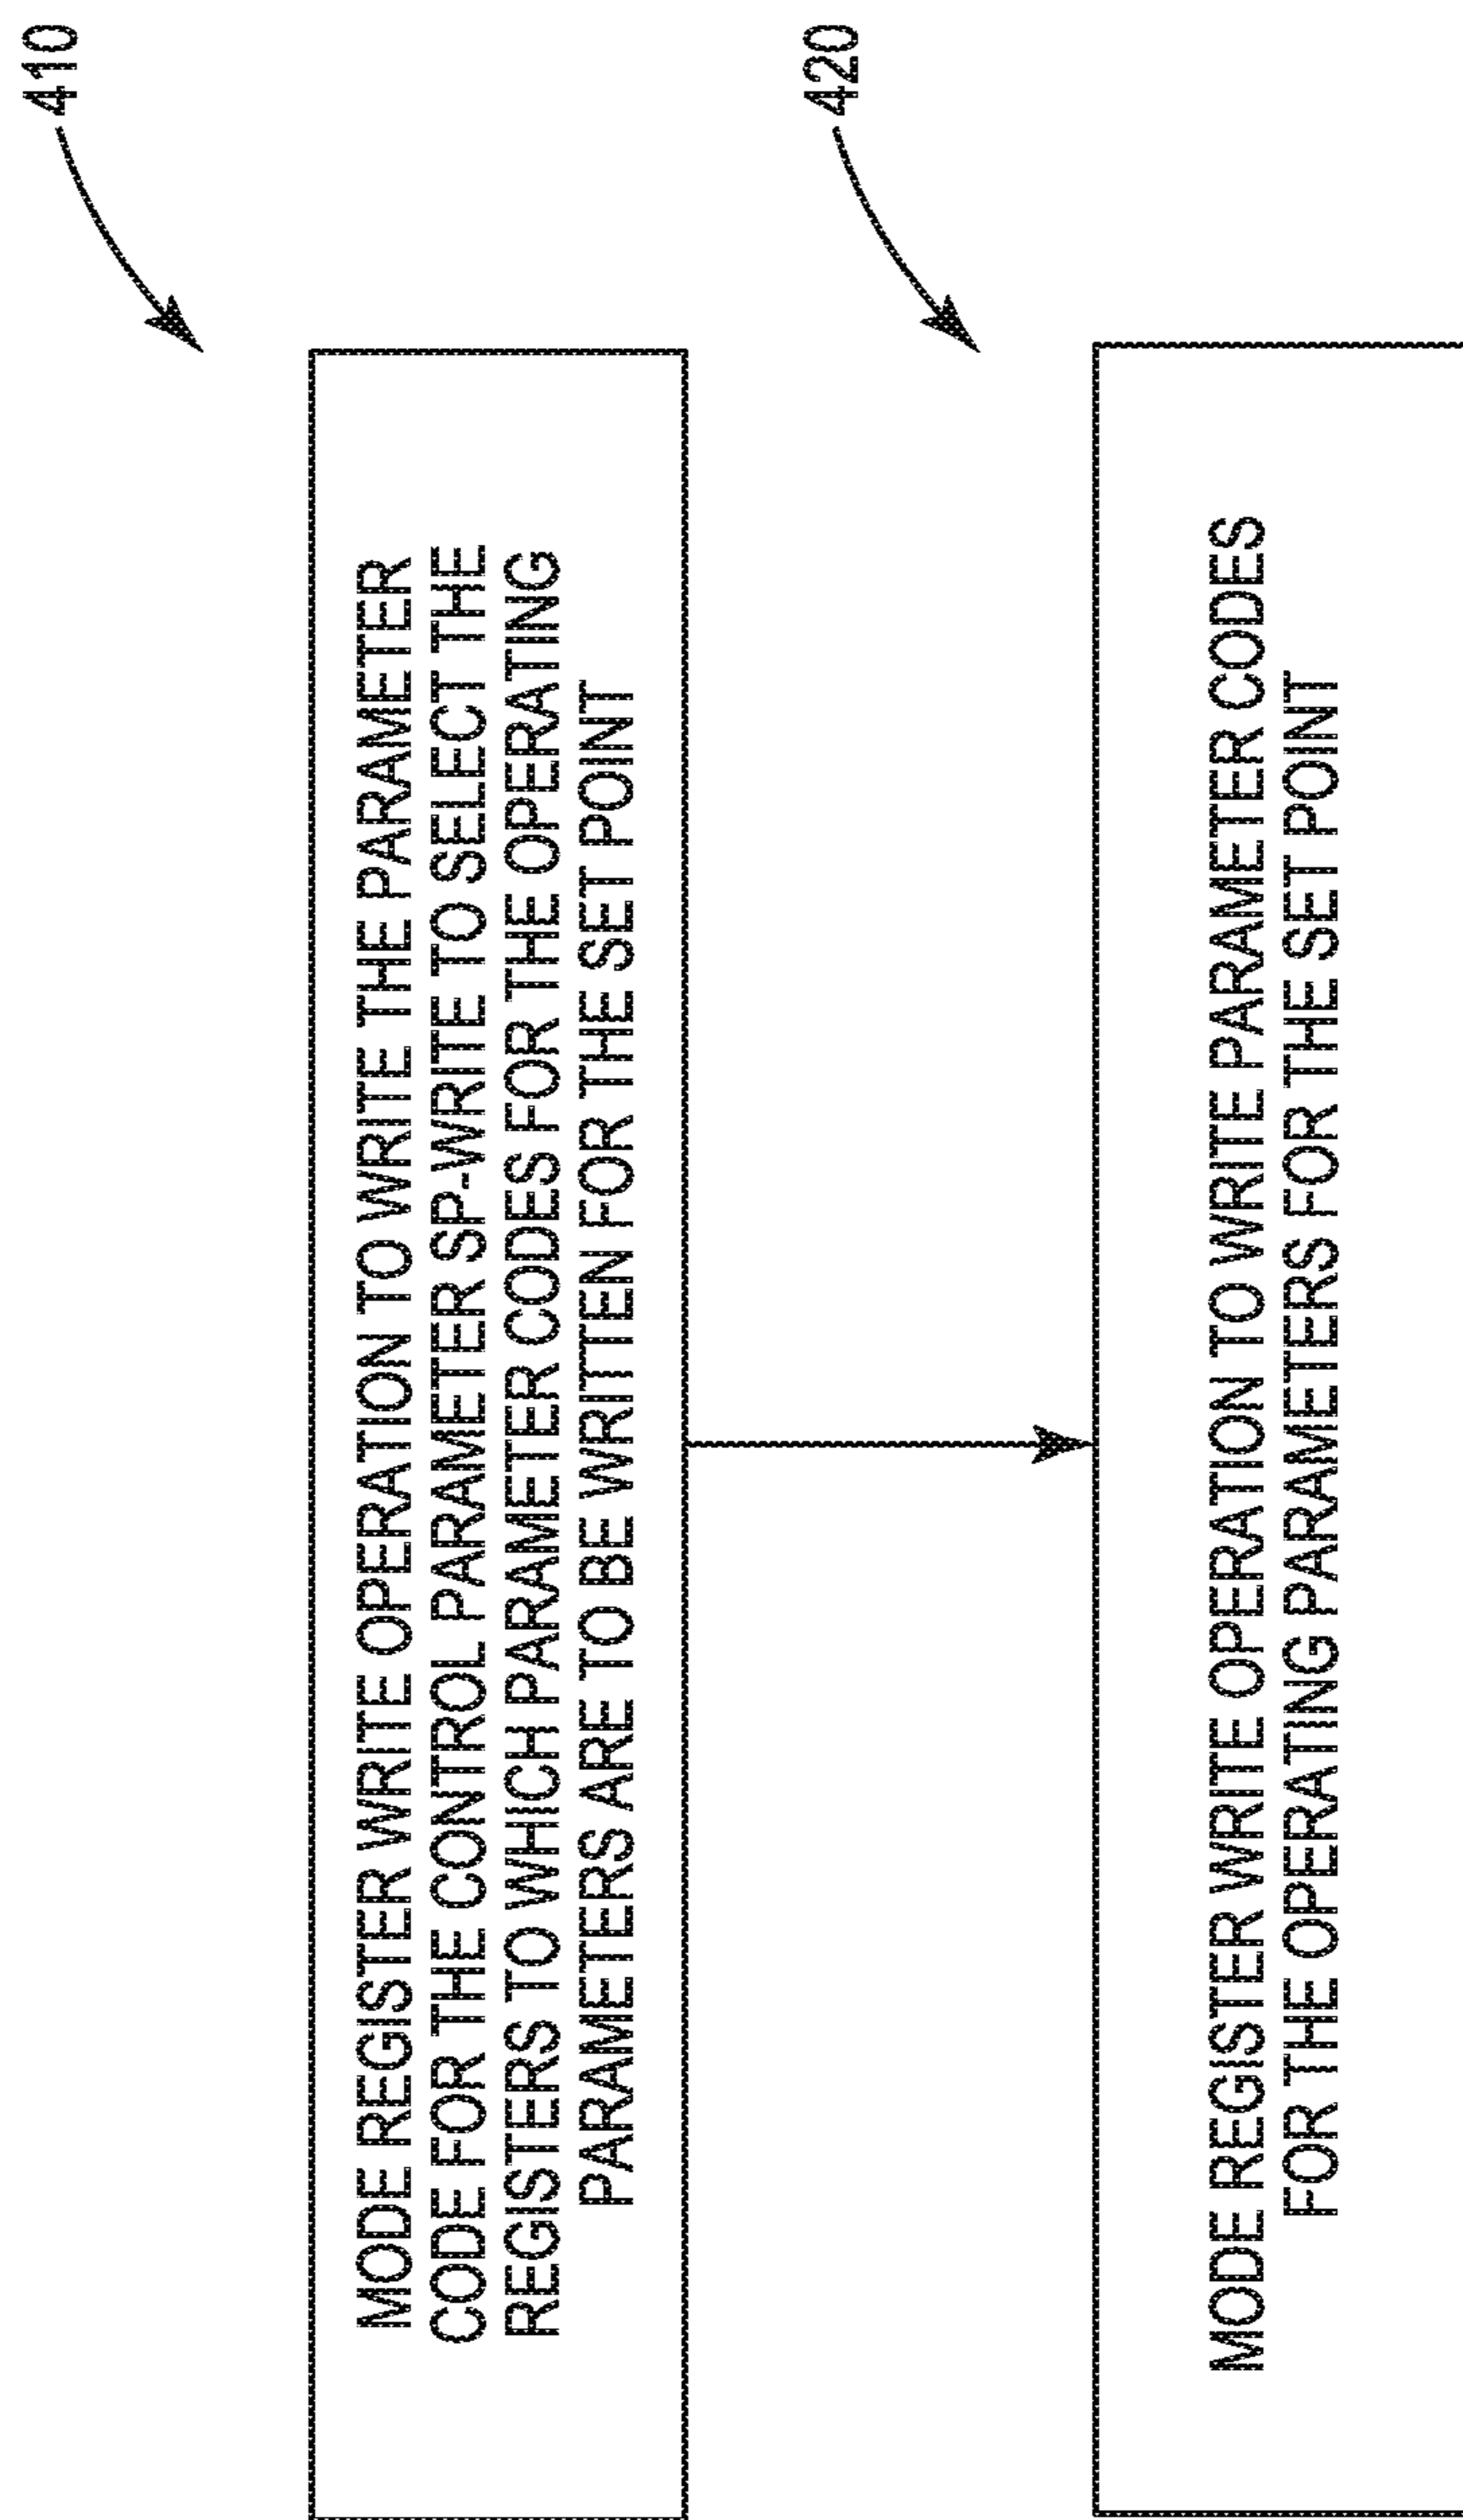 410
MODE REGISTER WRITE OPERATION TO WRITE THE PARAMETER
CODE FOR THE CONTROL PARAMETER SP-WRITE TO SELECT THE
REGISTERS TO WHICH PARAMETER CODES FOR THE OPERATING
PARAMETERS ARE TO BE WRITTEN FOR THE SET POINT
420
MODE REGISTER WRITE OPERATION TO WRITE PARAMETER CODES
FOR THE OPERATING PARAMETERS FOR THE SET POINT